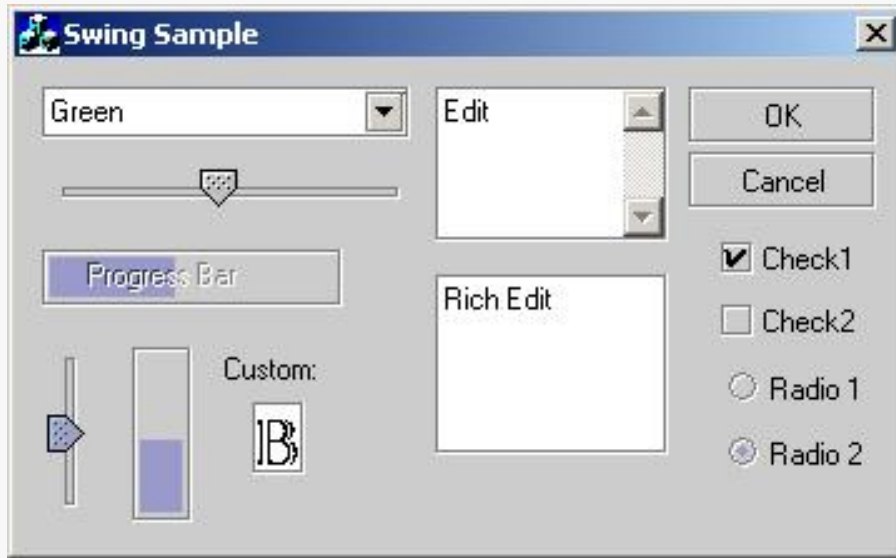 Swing Sample
Green
Edit
OK
Cancel
Progress Bar
Check1
Rich Edit
Check2
Custom:
Radio 1
B
Radio 2